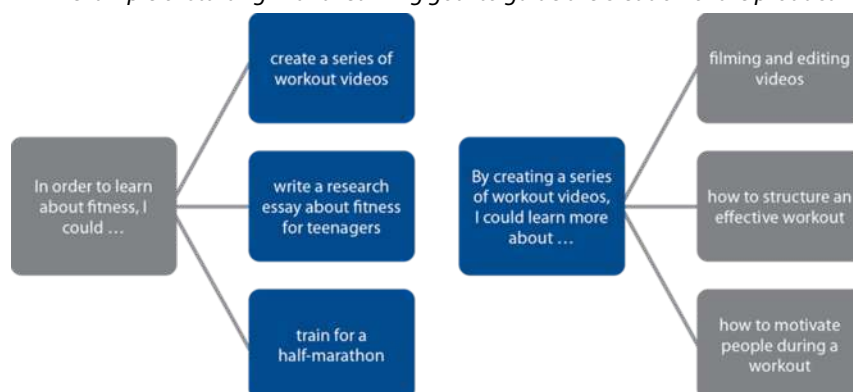 create a series of
workout videos
In order to learn
about fitness, I
could ...
write a research
essay about fitness
for teenagers
train for a
half-marathon
filming and editing
videos
By creating a series
of workout videos,
I could learn more
about ...
how to structure an
effective workout
how to motivate
people during a
workout